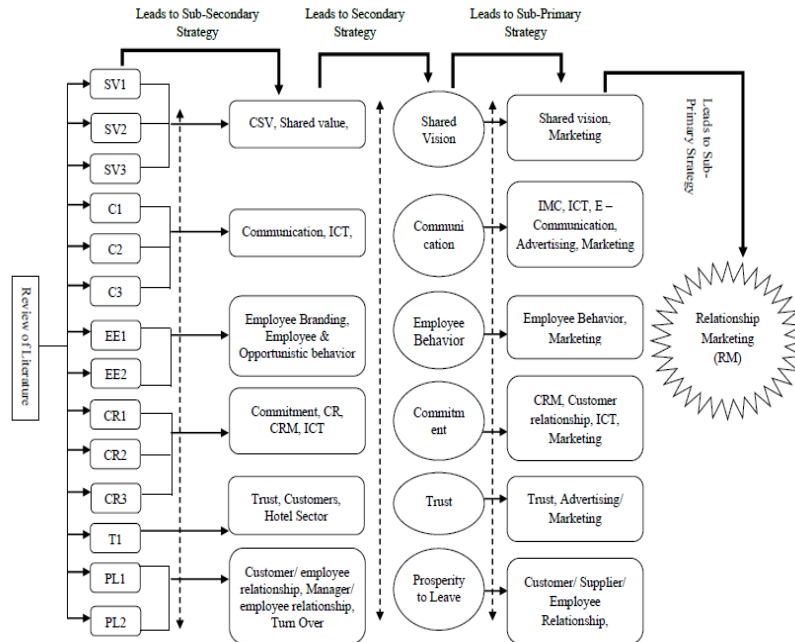 Leads to Sub-Secondary
Strategy
Leads to Secondary
Strategy
Leads to Sub-Primary
Strategy
Leads to Sub-
Primary Strategy
Review of Literature
SV1
SV2
SV3
C1
C2
C3
EE1
EE2
CR1
CR2
CR3
T1
PL1
PL2
CSV, Shared value,
Communication, ICT,
Employee Branding,
Employee &
Opportunistic behavior
Commitment, CR,
CRM, ICT
Trust, Customers,
Hotel Sector
Customer/ employee
relationship, Manager/
employee relationship,
Turn Over
Shared
Vision
Communi
cation
Employee
Behavior
Commitm
ent
Trust
Prosperity
to Leave
Shared vision,
Marketing
IMC, ICT, E –
Communication,
Advertising, Marketing
Employee Behavior,
Marketing
CRM, Customer
relationship, ICT,
Marketing
Trust, Advertising/
Marketing
Customer/ Supplier/
Employee
Relationship,
Relationship
Marketing
(RM)